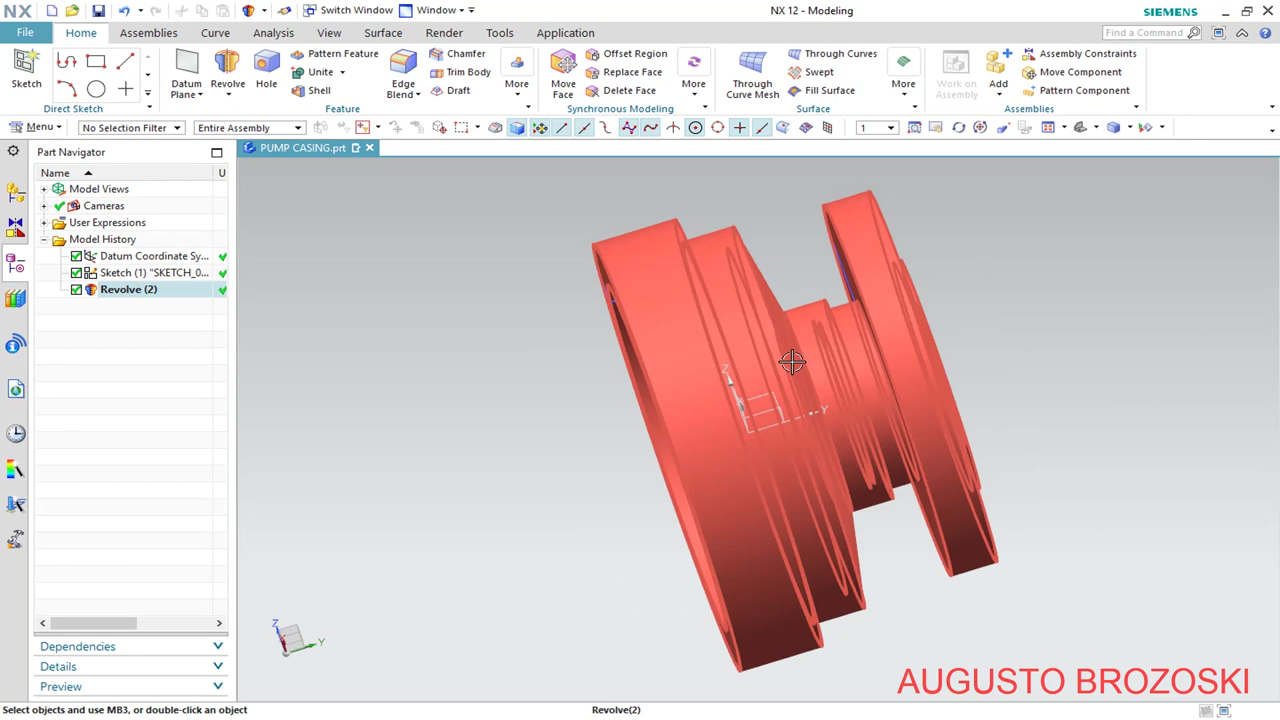 NX
Switch Window
Window
NX 12 - Modeling
SIEMENS
File
Home
Assemblies
Curve
Analysis
View
Surface
Render
Tools
Application
Find a Command
Sketch
Direct Sketch
Datum Plane
Revolve
Hole
Pattern Feature
Unite
Shell
Edge Blend
Chamfer
Trim Body
Draft
More
Feature
Move Face
Offset Region
Replace Face
Delete Face
More
Synchronous Modeling
Through Curve Mesh
Through Curves
Swept
Fill Surface
More
Surface
Work on Assembly
Add
Assembly Constraints
Move Component
Pattern Component
Assemblies
Menu
No Selection Filter
Entire Assembly
1
Part Navigator
PUMP CASING.prt
Name
U
Model Views
Cameras
User Expressions
Model History
Datum Coordinate Sy...
Sketch (1) "SKETCH_0...
Revolve (2)
Dependencies
Details
Preview
Z
Y
Z
Y
AUGUSTO BROZOSKI
Select objects and use MB3, or double-click an object
Revolve(2)